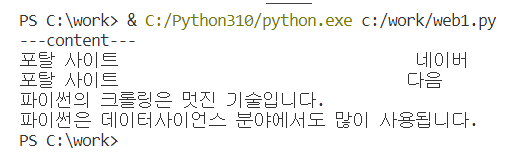 PS C:\work> & C:/Python310/python.exe c:/work/web1.py
---content---
포탈 사이트 네이버
포탈 사이트 다음
파이썬의 크롤링은 멋진 기술입니다.
파이썬은 데이터사이언스 분야에서도 많이 사용됩니다.
PS C:\work>